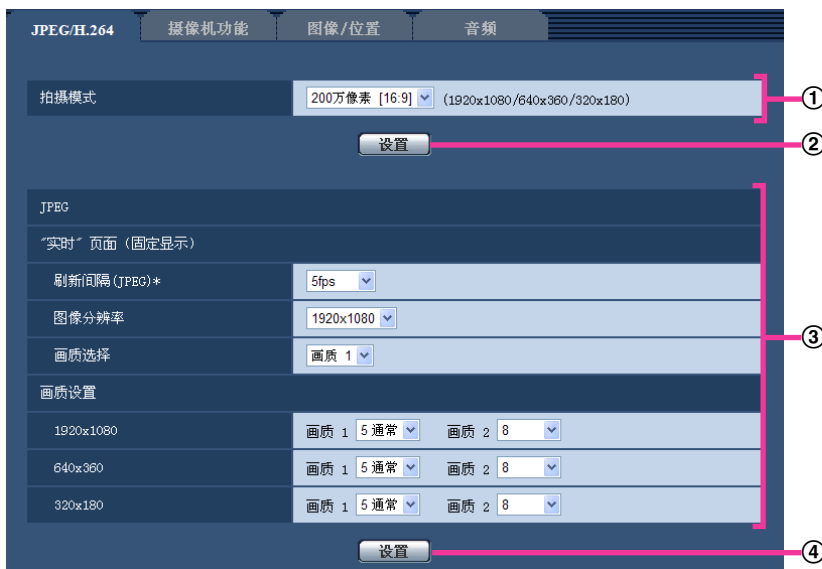 JPEG/H.264 摄像机功能 图像/位置 音频
拍摄模式 200万像素 [16:9] (1920x1080/640x360/320x180) ①
设置 ②
JPEG
“实时” 页面 (固定显示)
刷新间隔(JPEG)* 5fps
图像分辨率 1920x1080
③
画质选择 画质 1
画质设置
1920x1080 画质 1 5 通常 画质 2 8
640x360 画质 1 5 通常 画质 2 8
320x180 画质 1 5 通常 画质 2 8
设置 ④